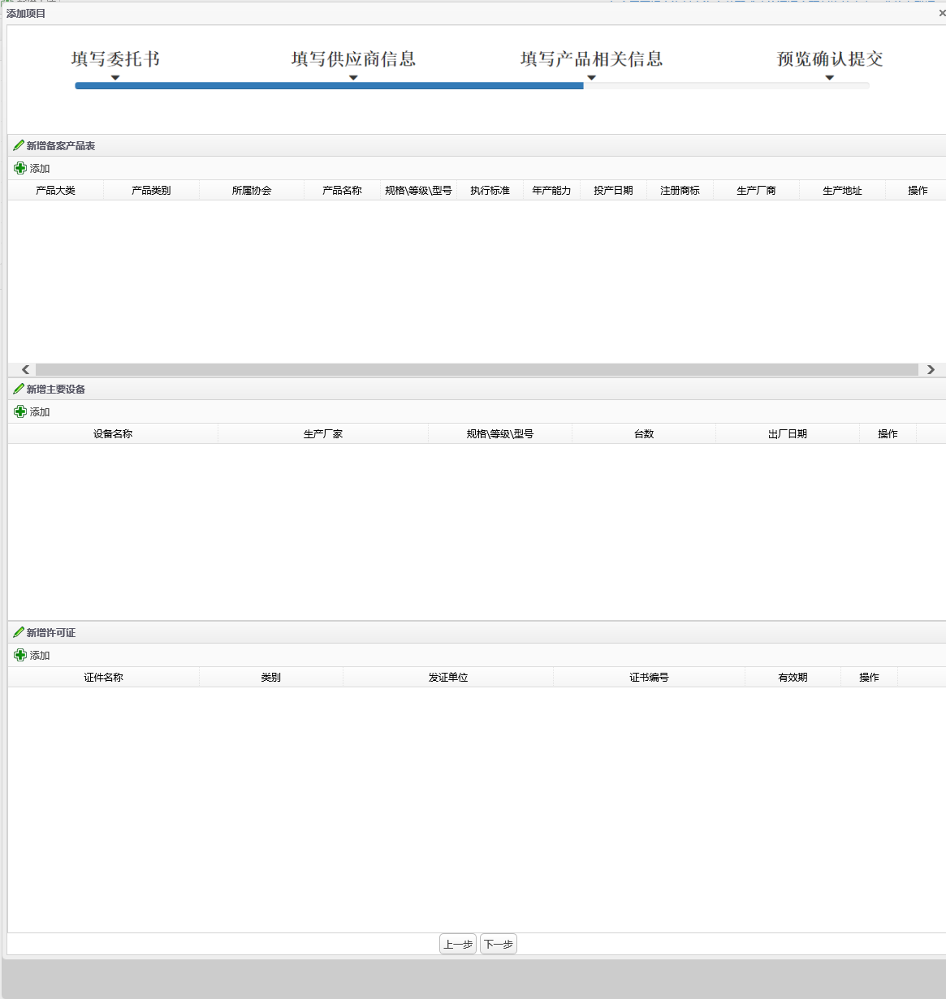 添加项目
填写委托书 填写供应商信息 填写产品相关信息 预览确认提交
新增备案产品表
添加
产品大类 产品类别 所属协会 产品名称 规格\等级\型号 执行标准 年产能力 投产日期 注册商标 生产厂商 生产地址 操作
新增主要设备
添加
设备名称 生产厂家 规格\等级\型号 台数 出厂日期 操作
新增许可证
添加
证件名称 类别 发证单位 证书编号 有效期 操作
上一步 下一步